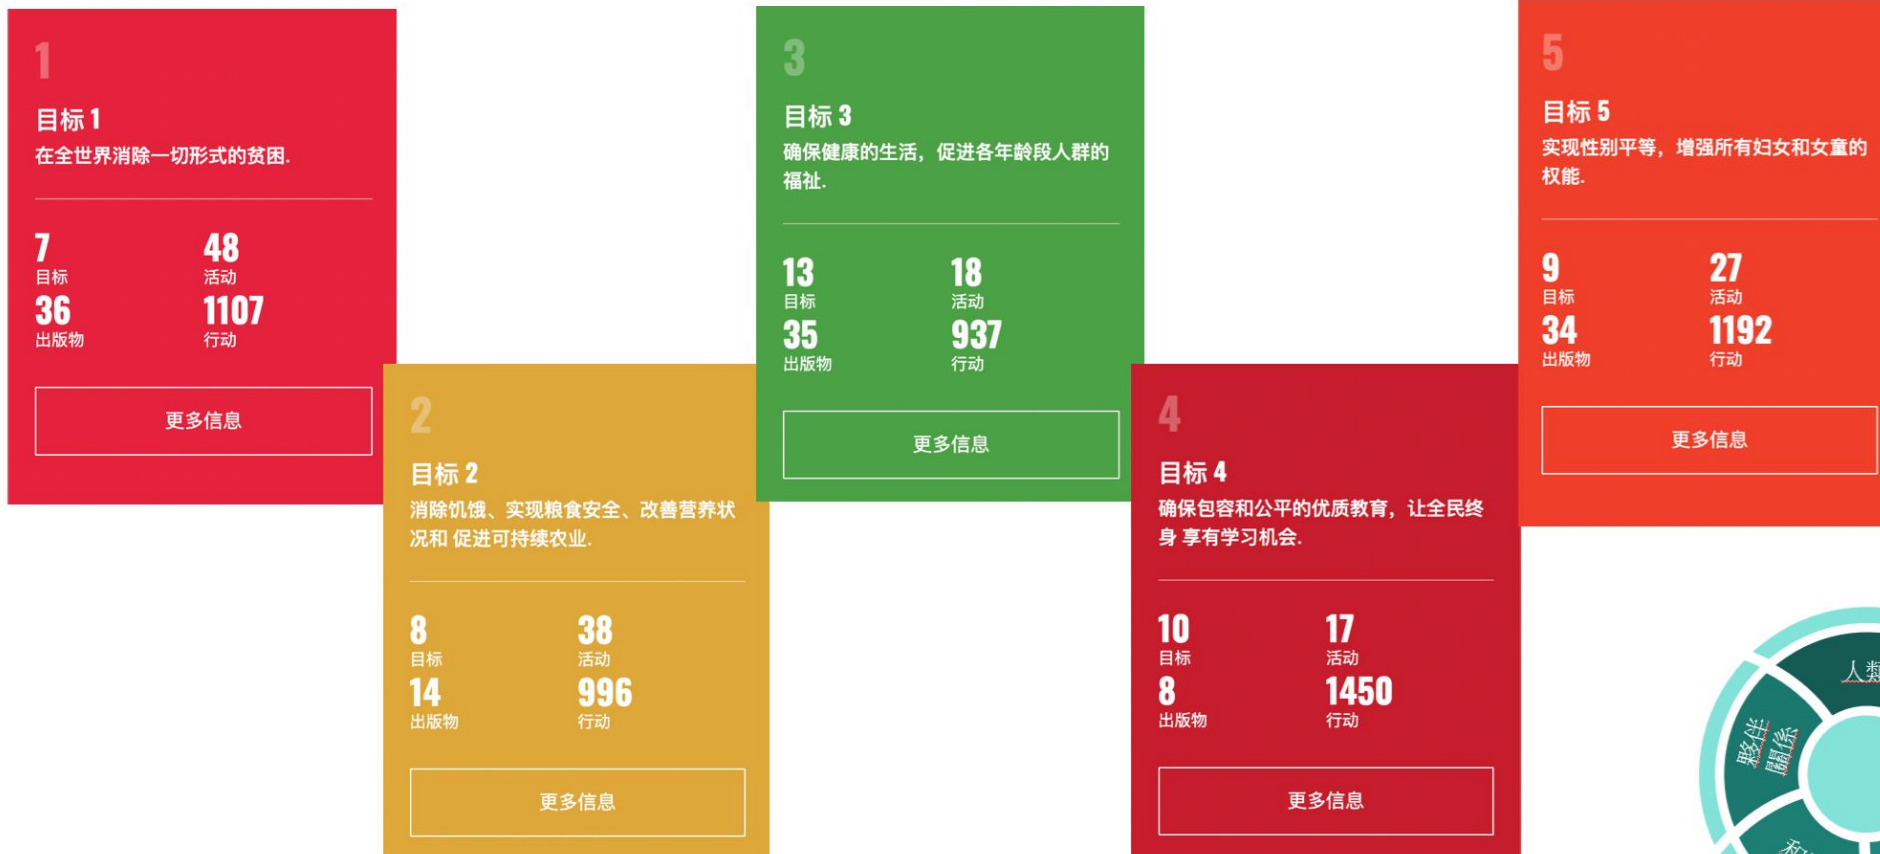 1
目标 1
在全世界消除一切形式的贫困.
7
48
目标
活动
36
1107
出版物
行动
更多信息
2
目标 2
消除饥饿、实现粮食安全、改善营养状
况和 促进可持续农业.
8
38
目标
活动
14
996
出版物
行动
更多信息
3
目标 3
确保健康的生活，促进各年龄段人群的
福祉.
13
18
目标
活动
35
937
出版物
行动
更多信息
4
目标 4
确保包容和公平的优质教育，让全民终
身 享有学习机会.
10
17
目标
活动
8
1450
出版物
行动
更多信息
5
目标 5
实现性别平等，增强所有妇女和女童的
权能.
9
27
目标
活动
34
1192
出版物
行动
更多信息
人類
夥伴
關係